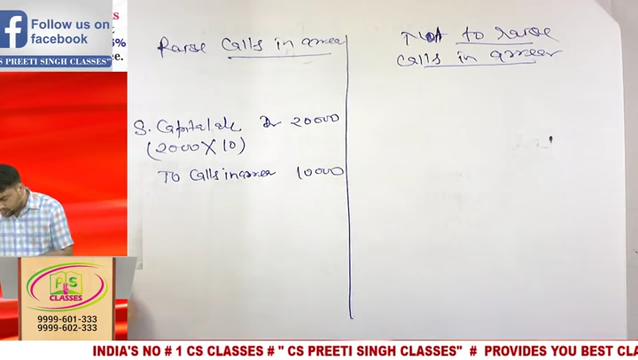 Follow us on
facebook
S PREETI SINGH CLASSES"
Raise Calls in arrear
Not to raise
Calls in arrear
S. Capital a/c Dr 20000
(2000 X 10)
To Calls in arrear 10000
PS
CLASSES
9999-601-333
9999-602-333
INDIA'S NO # 1 CS CLASSES # " CS PREETI SINGH CLASSES" # PROVIDES YOU BEST CLA